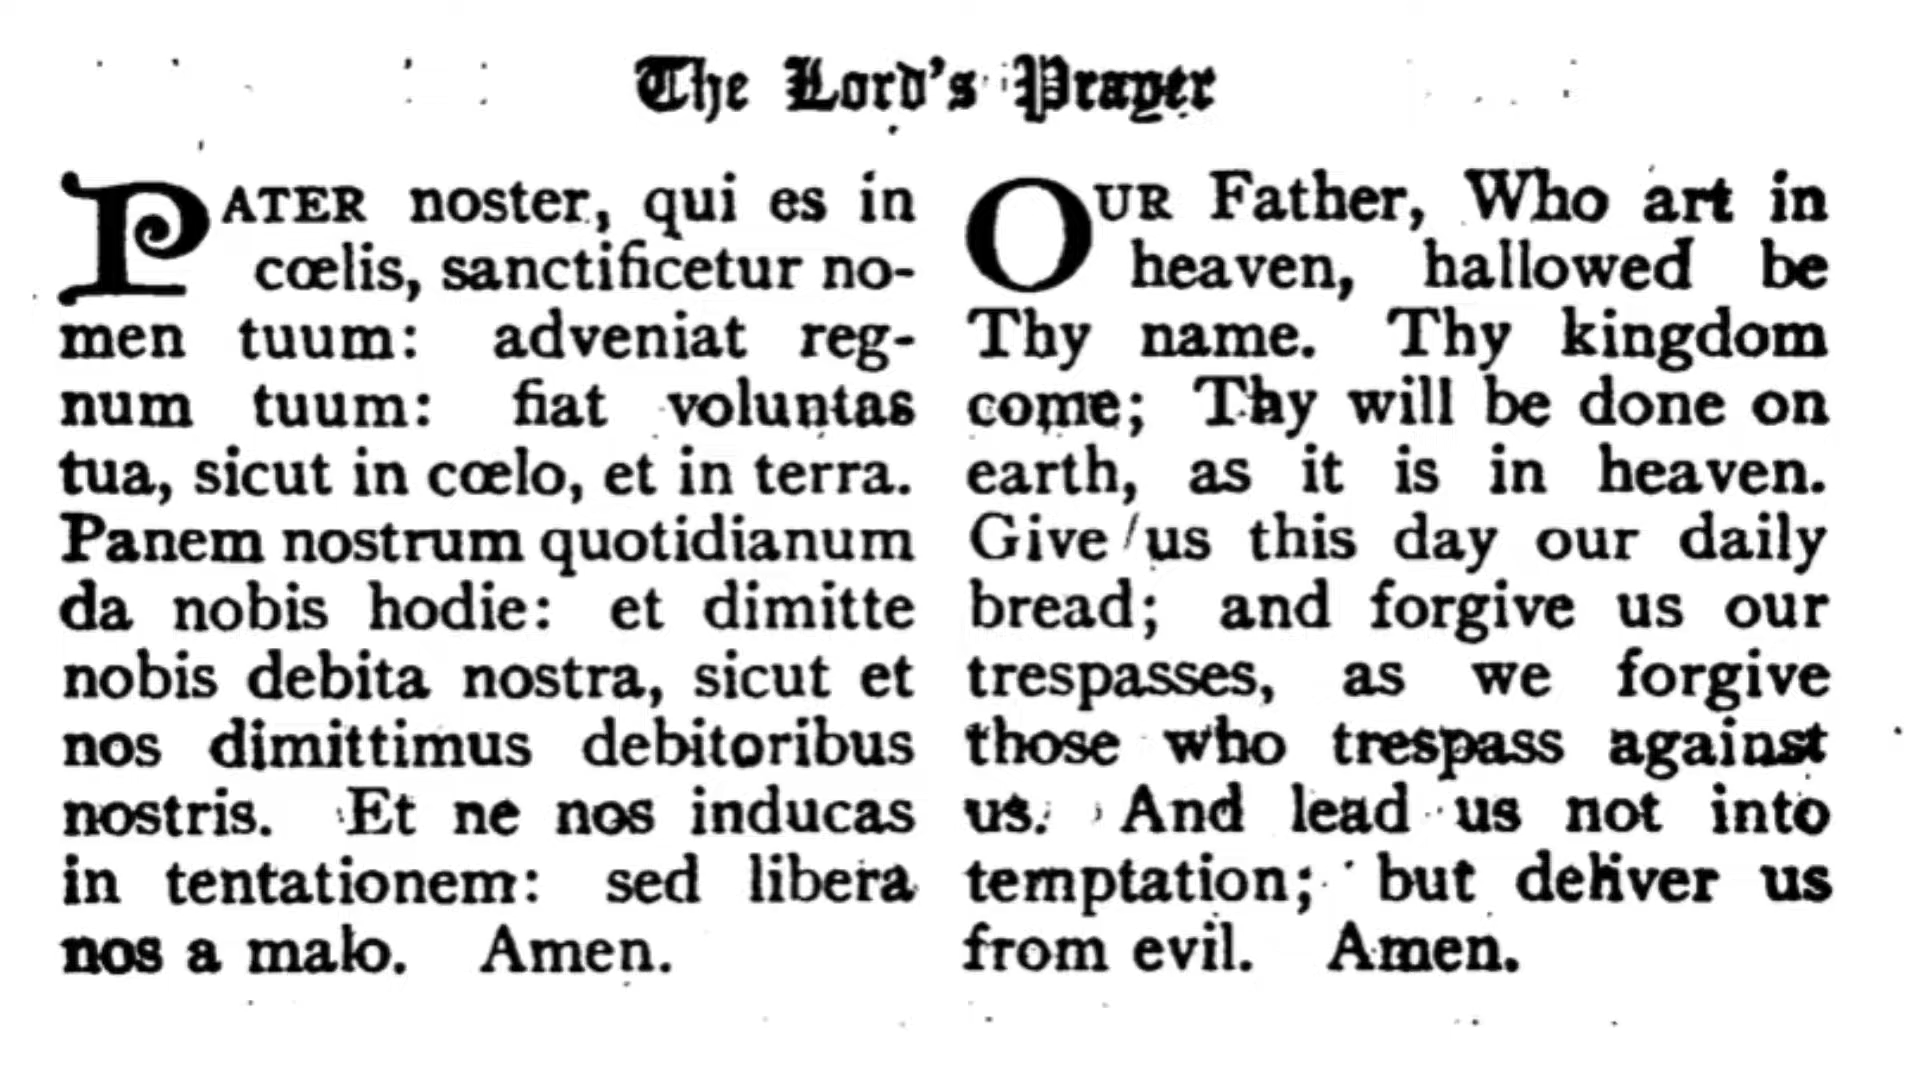 The Lord's Prayer
PATER noster, qui es in
cœlis, sanctificetur no-
men tuum: adveniat reg-
num tuum: fiat voluntas
tua, sicut in cœlo, et in terra.
Panem nostrum quotidianum
da nobis hodie: et dimitte
nobis debita nostra, sicut et
nos dimittimus debitoribus
nostris. Et ne nos inducas
in tentationem: sed libera
nos a malo. Amen.
OUR Father, Who art in
heaven, hallowed be
Thy name. Thy kingdom
come; Thy will be done on
earth, as it is in heaven.
Give us this day our daily
bread; and forgive us our
trespasses, as we forgive
those who trespass against
us. And lead us not into
temptation; but deliver us
from evil. Amen.